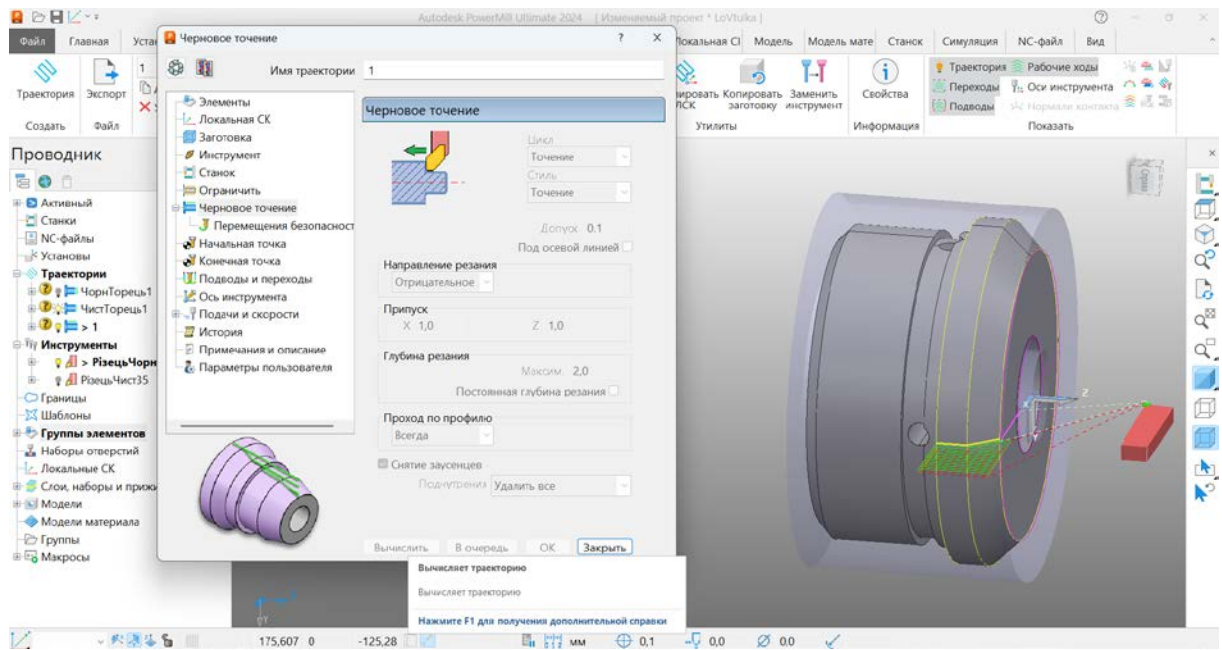 Autodesk PowerMill Ultimate 2024 [Изменяемый проект * LoVtulka ]
Файл Главная Локальная СІ Модель Модель мате Станок Симуляция NC-файл Вид
Траектория
Создать
Экспорт
Файл
1
ЛСК
Копировать заготовку
Заменить инструмент
Утилиты
Свойства
Информация
Траектория Рабочие ходы
Переходы Оси инструмента
Подводы Нормали контакта
Показать
Проводник
Активный
Станки
NC-файлы
Установы
Траектории
ЧорнТорець1
ЧистТорець1
> 1
Инструменты
> РізецьЧорн
РізецьЧист35
Границы
Шаблоны
Группы элементов
Наборы отверстий
Локальные СК
Слои, наборы и прижи
Модели
Модели материала
Группы
Макросы
Черновое точение ? X
Имя траектории 1
Элементы
Локальная СК
Заготовка
Инструмент
Станок
Ограничить
Черновое точение
Перемещения безопасност
Начальная точка
Конечная точка
Подводы и переходы
Ось инструмента
Подачи и скорости
История
Примечания и описание
Параметры пользователя
Черновое точение
Цикл
Точение
Стиль
Точение
Допуск 0.1
Под осевой линией
Направление резания
Отрицательное
Припуск
X 1,0 Z 1,0
Глубина резания
Максим. 2,0
Постоянная глубина резания
Проход по профилю
Всегда
Снятие заусенцев
Поднутрения Удалить все
Вычислить В очередь OK Закрыть
Вычисляет траекторию
Вычисляет траекторию
Нажмите F1 для получения дополнительной справки
Справа
X
Y
Z
Y
175,607 0 -125,28 мм 0,1 0,0 0.0